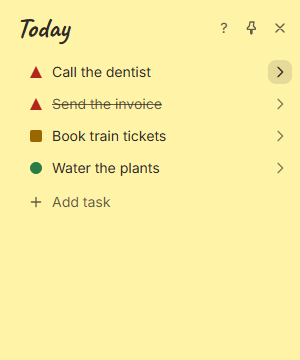 Today ?
Call the dentist
Send the invoice
Book train tickets
Water the plants
Add task